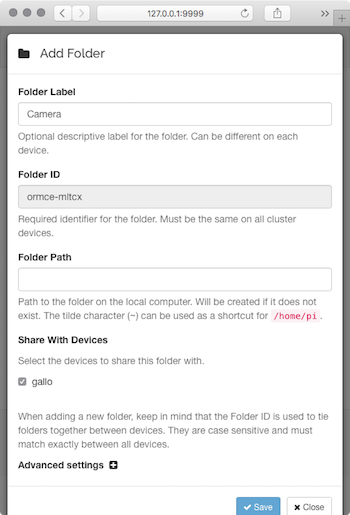 127.0.0.1:9999
Add Folder
Folder Label
Camera
Optional descriptive label for the folder. Can be different on each
device.
Folder ID
ormce-mltcx
Required identifier for the folder. Must be the same on all cluster
devices.
Folder Path
Path to the folder on the local computer. Will be created if it does not
exist. The tilde character (~) can be used as a shortcut for /home/pi.
Share With Devices
Select the devices to share this folder with.
gallo
When adding a new folder, keep in mind that the Folder ID is used to tie
folders together between devices. They are case sensitive and must
match exactly between all devices.
Advanced settings
Save
Close